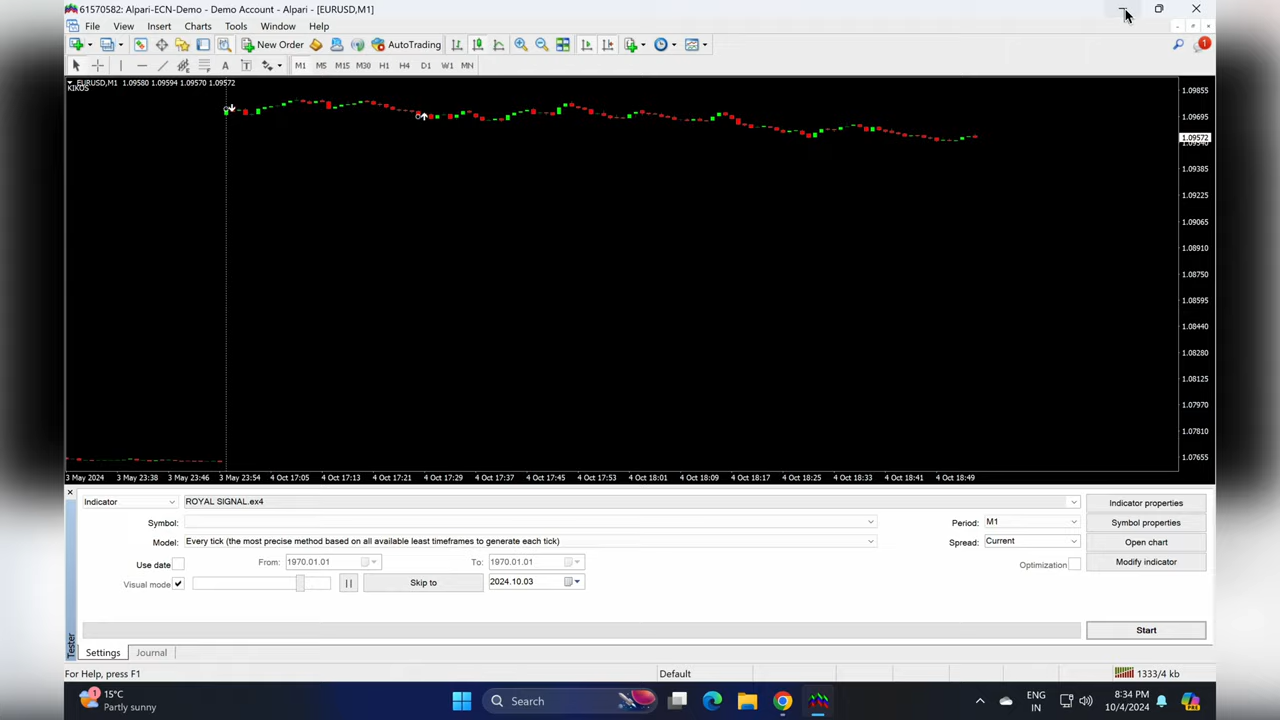 61570582: Alpari-ECN-Demo - Demo Account - Alpari - [EURUSD,M1]
File View Insert Charts Tools Window Help
New Order AutoTrading 1
M1 M5 M15 M30 H1 H4 D1 W1 MN
EURUSD,M1 1.09580 1.09594 1.09570 1.09572
KIKOS
1.09855
1.09695
1.09572
1.09540
1.09385
1.09225
1.09065
1.08910
1.08750
1.08595
1.08440
1.08280
1.08125
1.07970
1.07810
1.07655
3 May 2024 3 May 23:38 3 May 23:46 3 May 23:54 4 Oct 17:05 4 Oct 17:13 4 Oct 17:21 4 Oct 17:29 4 Oct 17:37 4 Oct 17:45 4 Oct 17:53 4 Oct 18:01 4 Oct 18:09 4 Oct 18:17 4 Oct 18:25 4 Oct 18:33 4 Oct 18:41 4 Oct 18:49
Indicator ROYAL SIGNAL.ex4 Indicator properties
Symbol: Period: M1 Symbol properties
Model: Every tick (the most precise method based on all available least timeframes to generate each tick) Spread: Current Open chart
Use date From: 1970.01.01 To: 1970.01.01 Optimization Modify indicator
Visual mode Skip to 2024.10.03
Start
Tester
Settings Journal
For Help, press F1 Default 1333/4 kb
1 15°C
Partly sunny
Search
ENG
IN
8:34 PM
10/4/2024
PRE